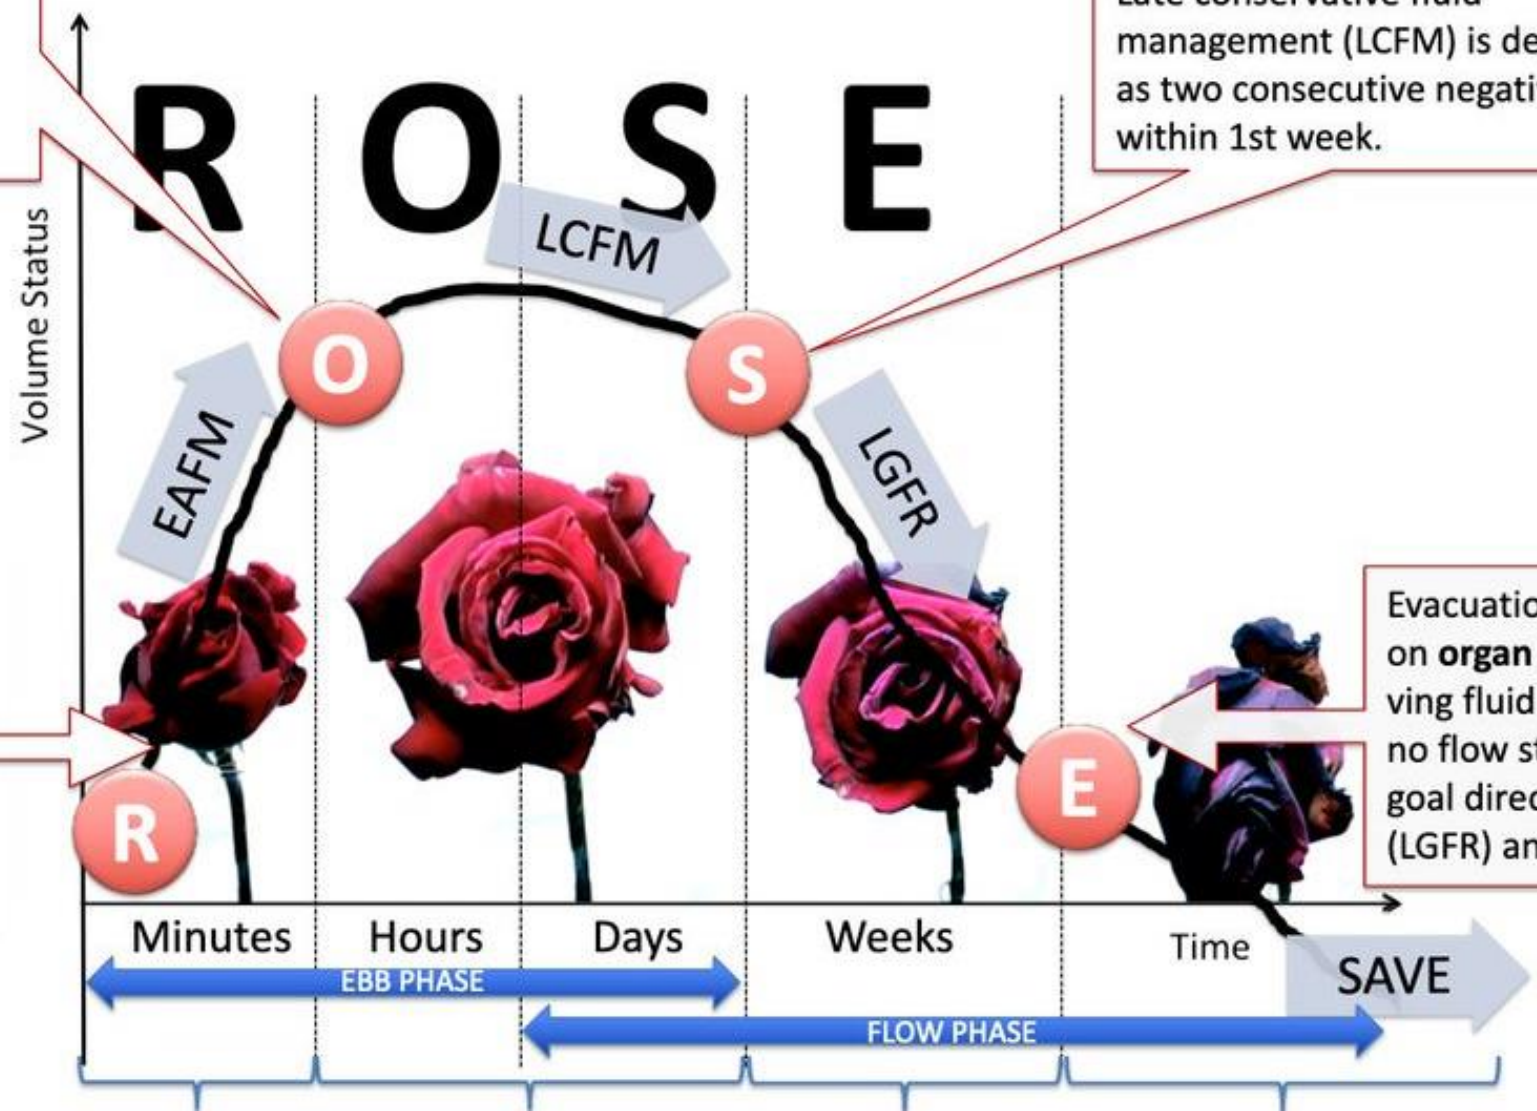 management (LCFM) is de
as two consecutive negati
within 1st week.
R O S E
Volume Status
LCFM
O
S
EAFM
LGFR
Evacuatio
on organ
ving fluid
no flow st
goal direc
(LGFR) an
E
R
Minutes Hours Days Weeks Time
SAVE
EBB PHASE
FLOW PHASE